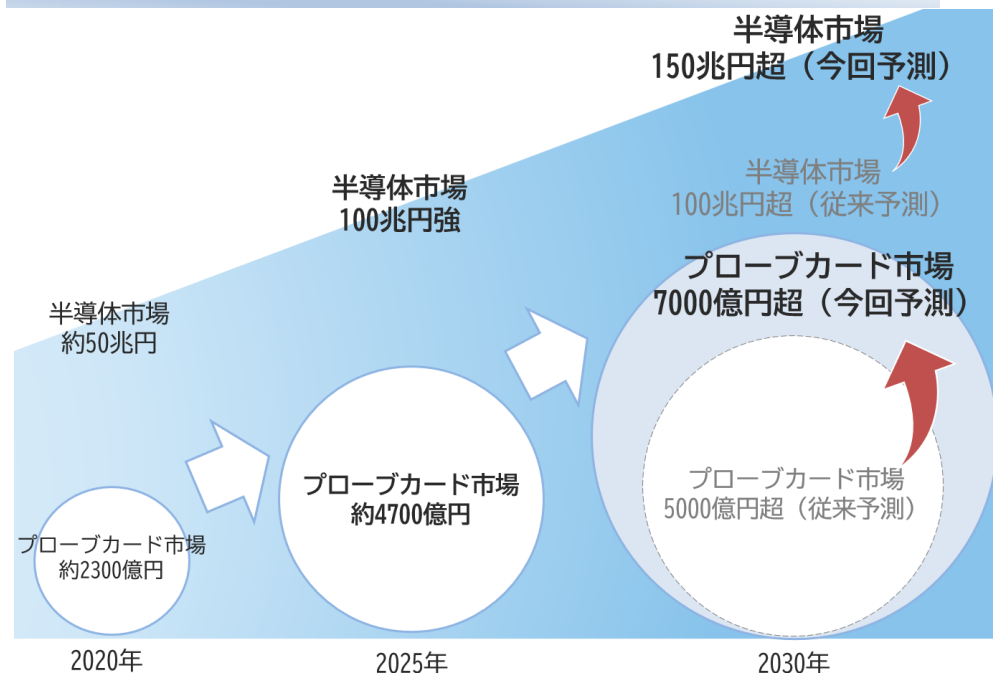 半導体市場
150兆円超（今回予測）
半導体市場
100兆円超（従来予測）
半導体市場
100兆円強
プローブカード市場
7000億円超（今回予測）
半導体市場
約50兆円
プローブカード市場
5000億円超（従来予測）
プローブカード市場
約4700億円
プローブカード市場
約2300億円
2020年
2025年
2030年